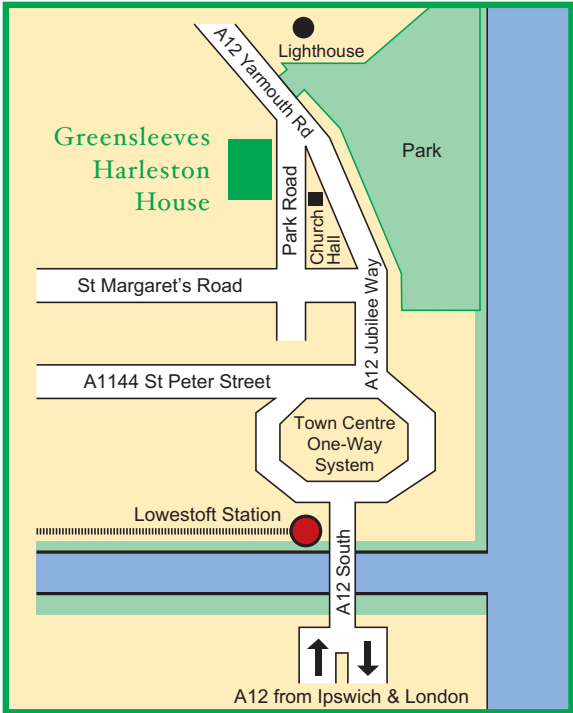 Lighthouse
A12 Yarmouth Rd
Greensleeves
Harleston
House
Park
Park Road
Church
Hall
St Margaret's Road
A12 Jubilee Way
A1144 St Peter Street
Town Centre
One-Way
System
Lowestoft Station
A12 South
A12 from Ipswich & London